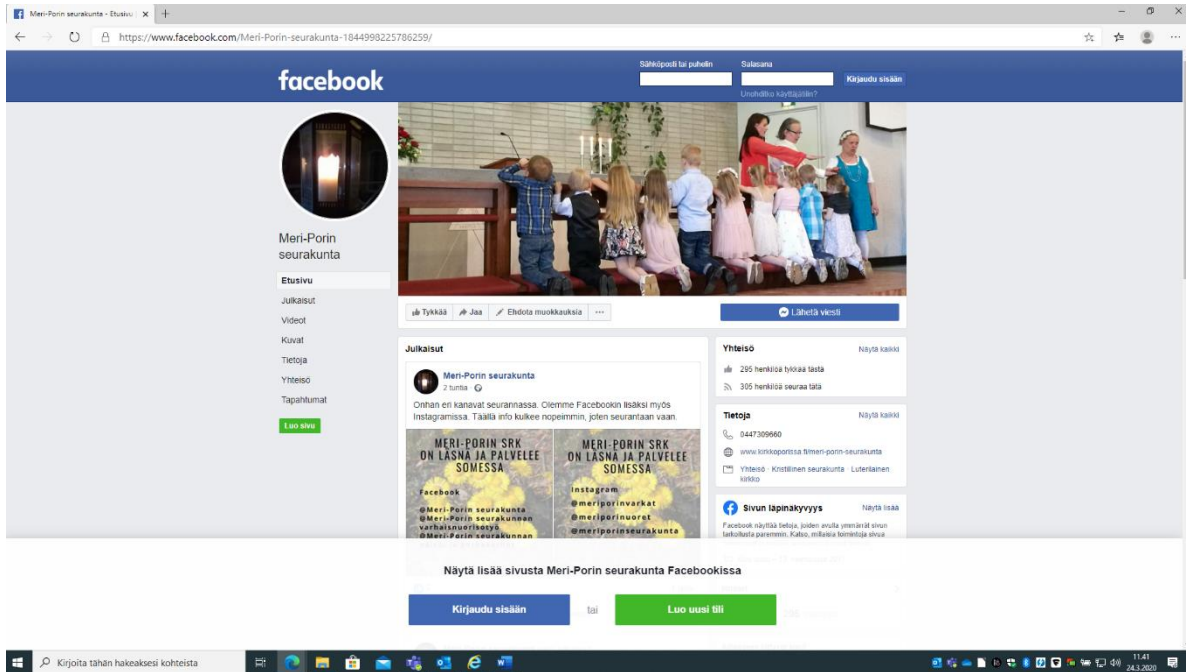 Meri-Porin seurakunta - Etusivu
https://www.facebook.com/Meri-Porin-seurakunta-1844998225786259/
facebook
Sähköposti tai puhelin
Salasana
Kirjaudu sisään
Unohditko käyttäjätilin?
Meri-Porin
seurakunta
Etusivu
Julkaisut
Videot
Kuvat
Tietoja
Yhteisö
Tapahtumat
Luo sivu
Tykkää
Jaa
Ehdota muokkauksia
Lähetä viesti
Julkaisut
Meri-Porin seurakunta
2 tuntia
Onhan eri kanavat seurannassa. Olemme Facebookin lisäksi myös
Instagramissa. Täällä info kulkee nopeimmin, joten seurantaan vaan.
MERI-PORIN SRK
ON LÄSNÄ JA PALVELEE
SOMESSA
Facebook
@Meri-Porin seurakunta
@Meri-Porin seurakunnan
varhaisnuorisotyö
@Meri-Porin seurakunnan
MERI-PORIN SRK
ON LÄSNÄ JA PALVELEE
SOMESSA
Instagram
@meriporinvarkat
@meriporinuoret
@meriporinseurakunta
Yhteisö
Näytä kaikki
295 henkilöä tykkää tästä
305 henkilöä seuraa tätä
Tietoja
Näytä kaikki
0447309660
www.kirkkoporissa.fi/meri-porin-seurakunta
Yhteisö · Kristillinen seurakunta · Luterilainen
kirkko
Sivun läpinäkyvyys
Näytä lisää
Facebook näyttää tietoja, joiden avulla ymmärrät sivun
tarkoitusta paremmin. Katso, millaisia toimintoja sivua
Näytä lisää sivusta Meri-Porin seurakunta Facebookissa
Kirjaudu sisään
tai
Luo uusi tili
Kirjoita tähän hakeaksesi kohteista
11.41
24.3.2020